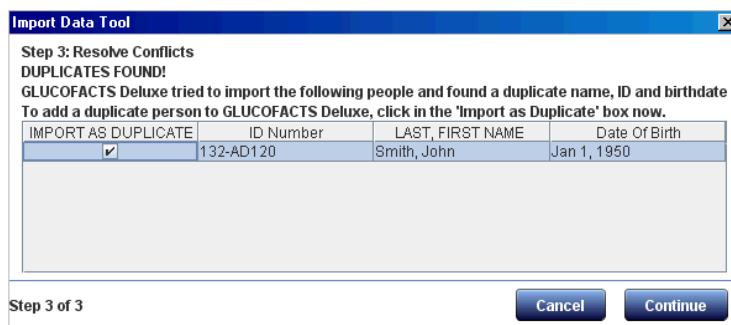 Import Data Tool
Step 3: Resolve Conflicts
DUPLICATES FOUND!
GLUCOFACTS Deluxe tried to import the following people and found a duplicate name, ID and birthdate
To add a duplicate person to GLUCOFACTS Deluxe, click in the 'Import as Duplicate' box now.
IMPORT AS DUPLICATE ID Number LAST, FIRST NAME Date Of Birth
132-AD120 Smith, John Jan 1, 1950
Step 3 of 3 Cancel Continue